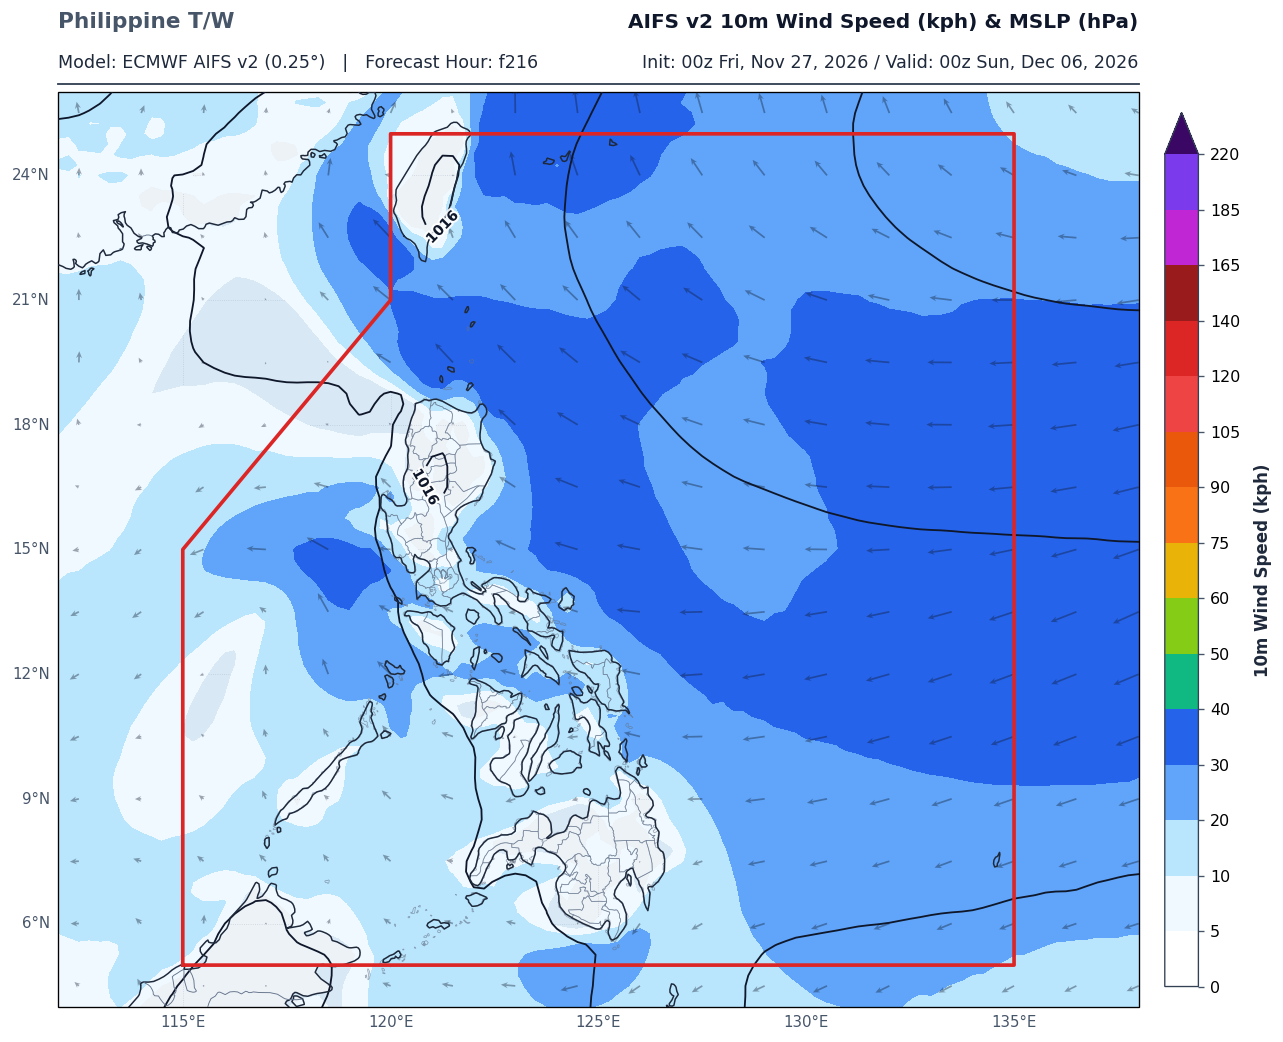 Philippine T/W
AIFS v2 10m Wind Speed (kph) & MSLP (hPa)
Model: ECMWF AIFS v2 (0.25°) | Forecast Hour: f216
Init: 00z Fri, Nov 27, 2026 / Valid: 00z Sun, Dec 06, 2026
24°N
21°N
18°N
15°N
12°N
9°N
6°N
115°E
120°E
125°E
130°E
135°E
1016
1016
220
185
165
140
120
105
90
75
60
50
40
30
20
10
5
0
10m Wind Speed (kph)